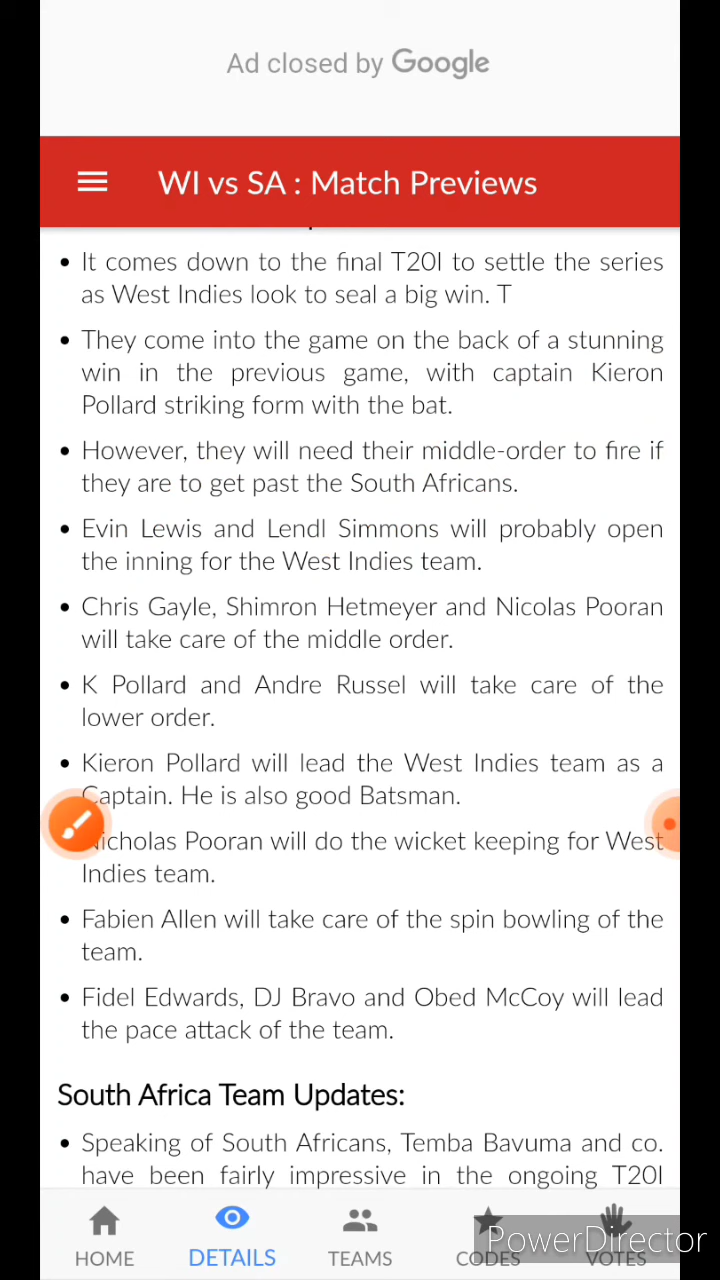 Ad closed by Google
WI vs SA : Match Previews
It comes down to the final T20I to settle the series
as West Indies look to seal a big win. T
They come into the game on the back of a stunning
win in the previous game, with captain Kieron
Pollard striking form with the bat.
However, they will need their middle-order to fire if
they are to get past the South Africans.
Evin Lewis and Lendl Simmons will probably open
the inning for the West Indies team.
Chris Gayle, Shimron Hetmeyer and Nicolas Pooran
will take care of the middle order.
K Pollard and Andre Russel will take care of the
lower order.
Kieron Pollard will lead the West Indies team as a
Captain. He is also good Batsman.
Nicholas Pooran will do the wicket keeping for West
Indies team.
Fabien Allen will take care of the spin bowling of the
team.
Fidel Edwards, DJ Bravo and Obed McCoy will lead
the pace attack of the team.
South Africa Team Updates:
Speaking of South Africans, Temba Bavuma and co.
have been fairly impressive in the ongoing T20I
HOME DETAILS TEAMS CODES VOTES
PowerDirector